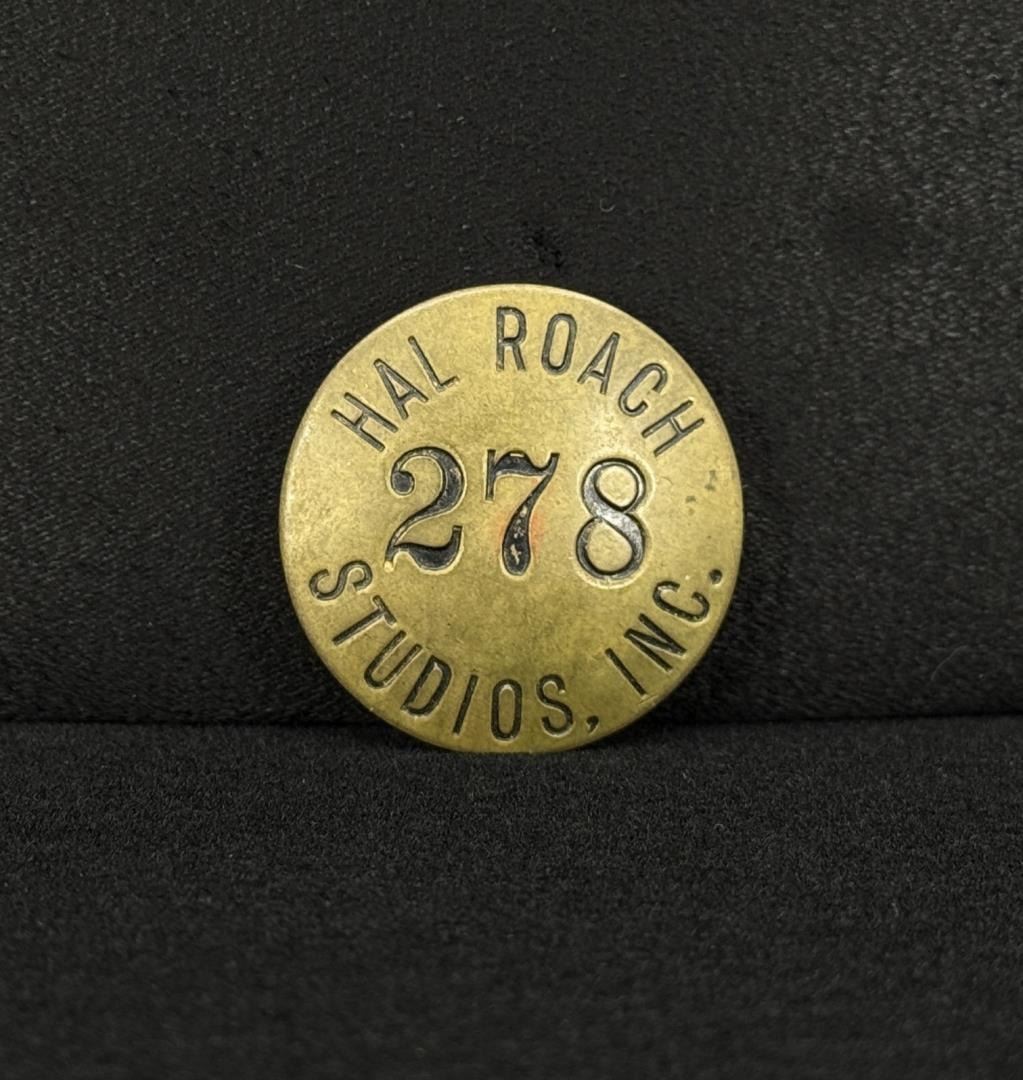 HAL ROACH
278
STUDIOS, INC.